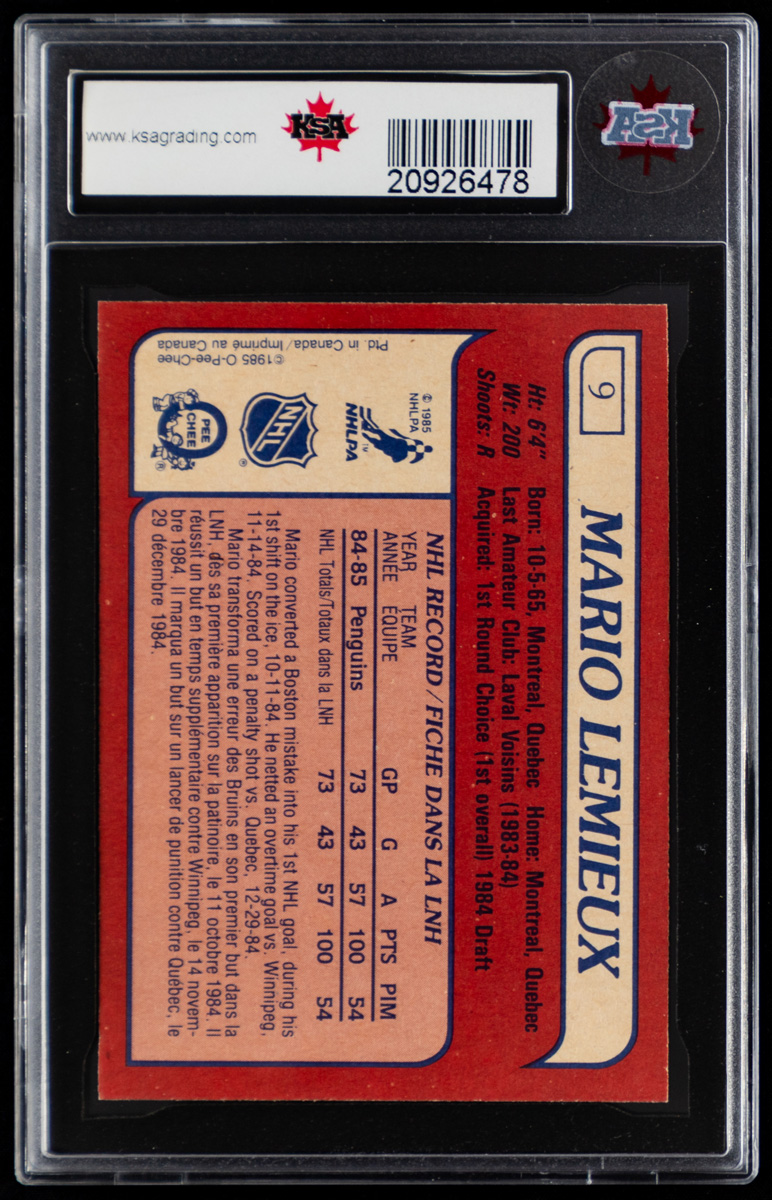 www.ksagrading.com
KSA
20926478
KSA
9
MARIO LEMIEUX
Ht: 6'4" Born: 10-5-65, Montreal, Quebec Home: Montreal, Quebec
Wt: 200 Last Amateur Club: Laval Voisins (1983-84)
Shoots: R Acquired: 1st Round Choice (1st overall) 1984 Draft
© 1985
NHLPA
NHLPA
TM
NHL
®
O
PEE
CHEE
®
© 1985 O-Pee-Chee
Ptd. in Canada/Imprimé au Canada
NHL RECORD/FICHE DANS LA LNH
YEAR TEAM
ANNÉE ÉQUIPE GP G A PTS PIM
84-85 Penguins 73 43 57 100 54
NHL Totals/Totaux dans la LNH 73 43 57 100 54
Mario converted a Boston mistake into his 1st NHL goal, during his
1st shift on the ice, 10-11-84. He netted an overtime goal vs. Winnipeg,
11-14-84. Scored on a penalty shot vs. Quebec, 12-29-84.
Mario transforma une erreur des Bruins en son premier but dans la
LNH, dès sa première apparition sur la patinoire, le 11 octobre 1984. Il
réussit un but en temps supplémentaire contre Winnipeg, le 14 novem-
bre 1984. Il marqua un but sur un lancer de punition contre Québec, le
29 décembre 1984.